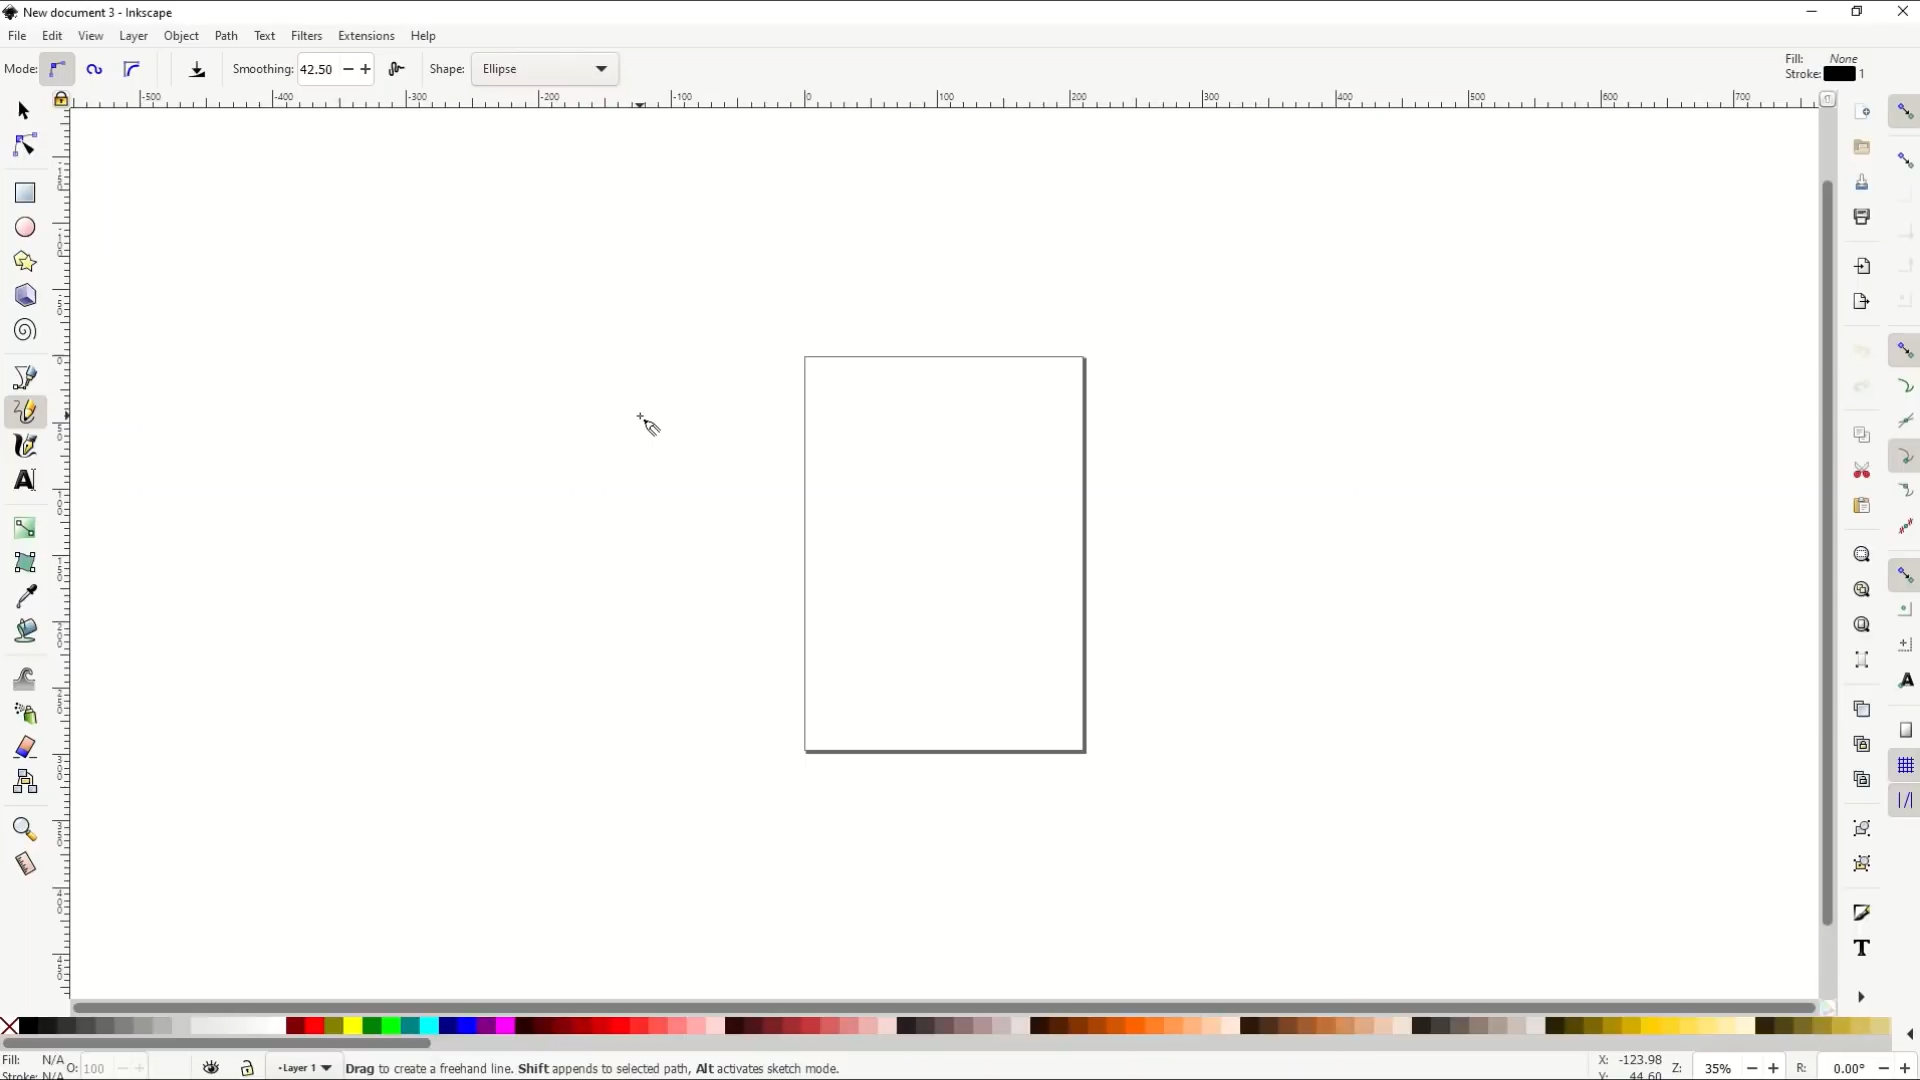 New document 3 - Inkscape
File Edit View Layer Object Path Text Filters Extensions Help
Mode: Smoothing: 42.50 Shape: Ellipse
Fill: None
Stroke: 1
-500 -400 -300 -200 -100 0 100 200 300 400 500 600 700
Fill: N/A
Stroke: N/A
O: 100
-Layer 1
Drag to create a freehand line. Shift appends to selected path, Alt activates sketch mode.
X: -123.98
Y: 44.60
Z: 35%
R: 0.00°